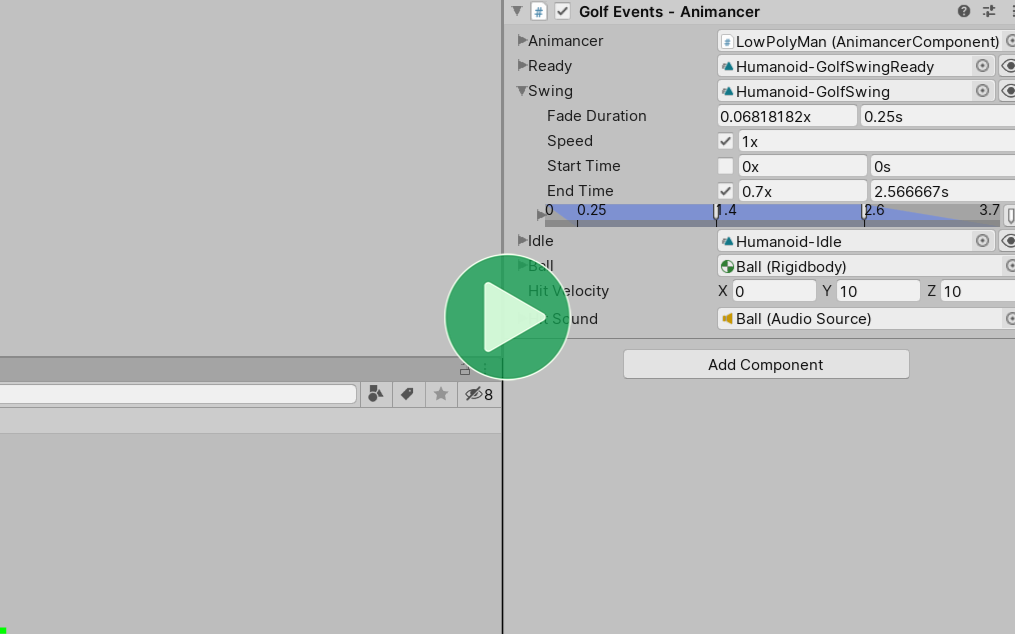 Golf Events - Animancer
Animancer LowPolyMan (AnimancerComponent)
Ready Humanoid-GolfSwingReady
Swing Humanoid-GolfSwing
Fade Duration 0.06818182x 0.25s
Speed 1x
Start Time 0x 0s
End Time 0.7x 2.566667s
0 0.25 1.4 2.6 3.7
Idle Humanoid-Idle
Ball Ball (Rigidbody)
Hit Velocity X 0 Y 10 Z 10
Sound Ball (Audio Source)
Add Component
8